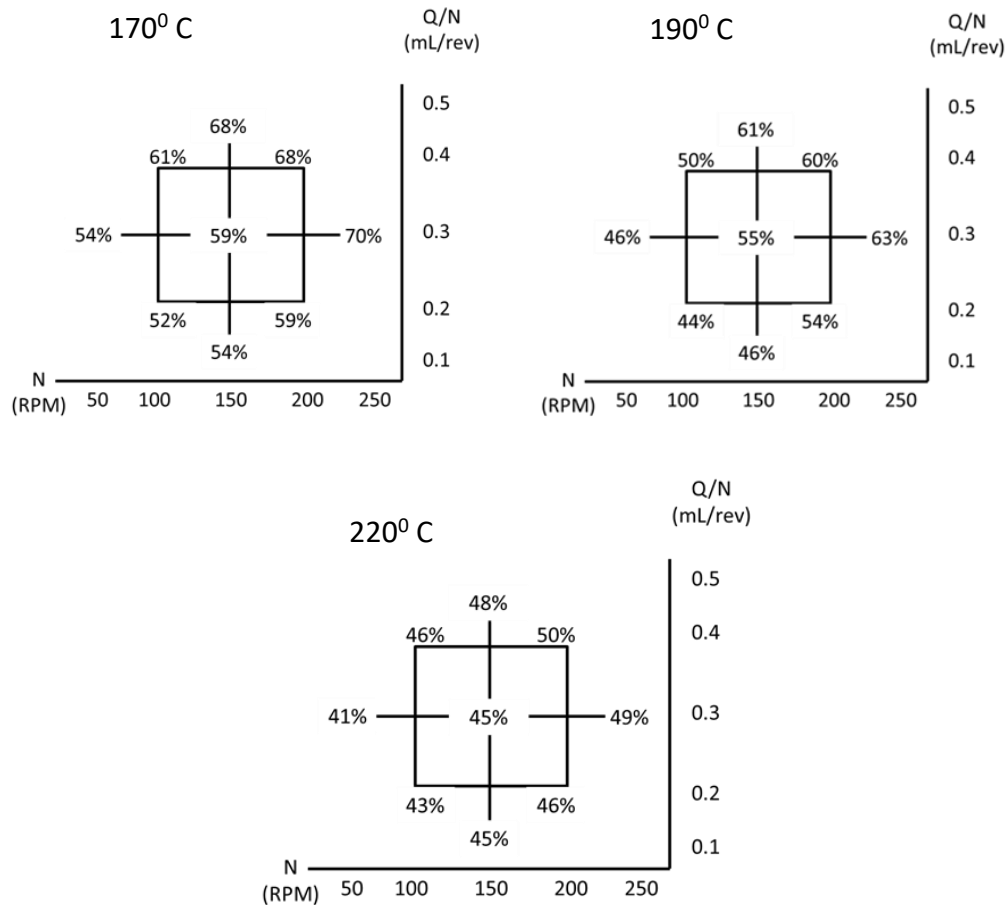 170⁰ C
Q/N
(mL/rev)
0.5
68%
61% 68%
0.4
54% 59% 70%
0.3
52% 59%
0.2
54%
0.1
N
(RPM)
50 100 150 200 250
190⁰ C
Q/N
(mL/rev)
0.5
61%
50% 60%
0.4
46% 55% 63%
0.3
44% 54%
0.2
46%
0.1
N
(RPM)
50 100 150 200 250
220⁰ C
Q/N
(mL/rev)
0.5
48%
46% 50%
0.4
41% 45% 49%
0.3
43% 46%
0.2
45%
0.1
N
(RPM)
50 100 150 200 250